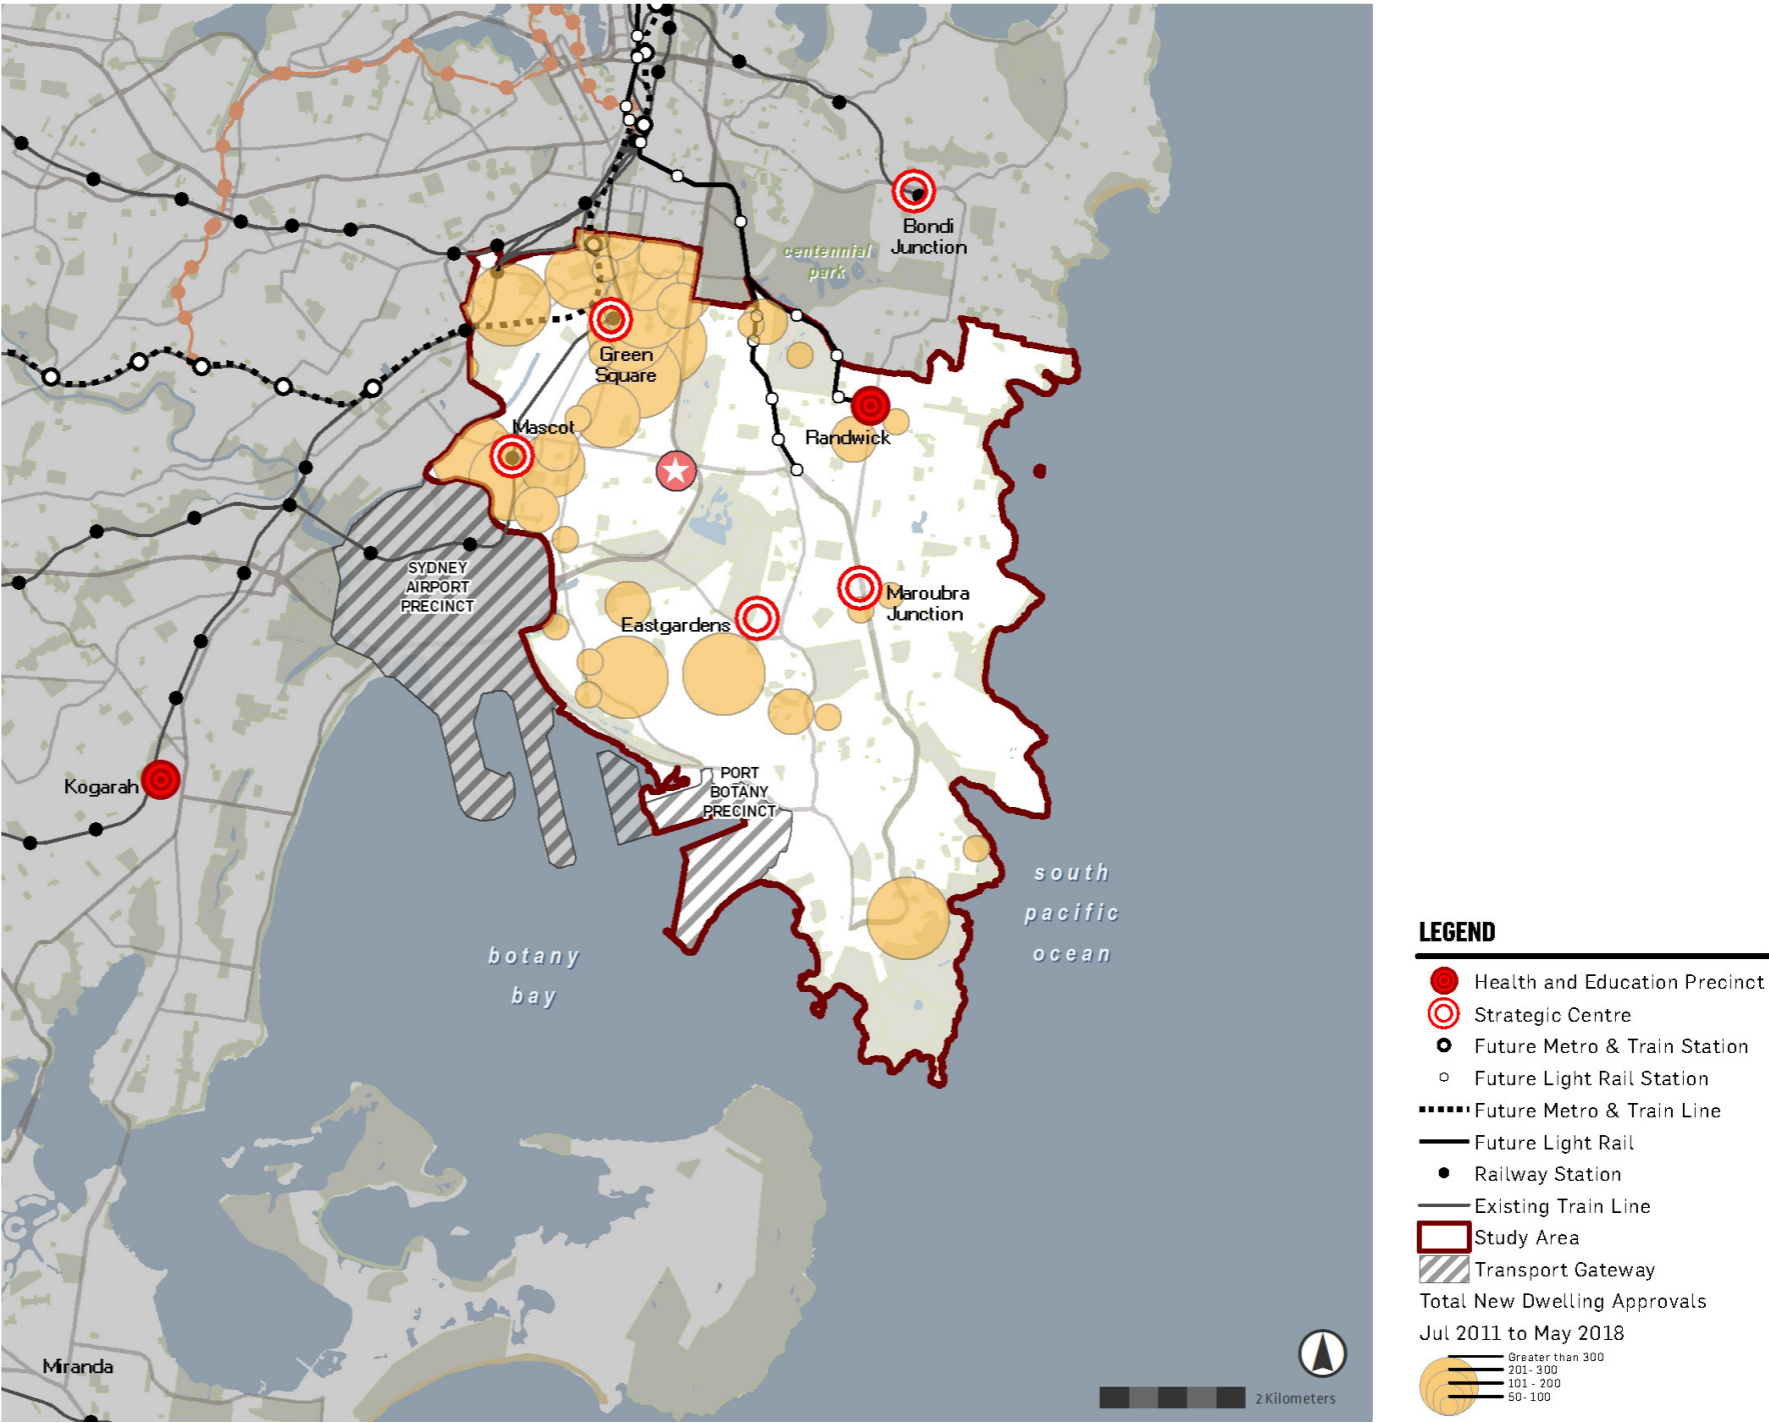 Bondi
Junction
centennial
park
Green
Square
Mascot
Randwick
SYDNEY
AIRPORT
PRECINCT
Maroubra
Junction
Eastgardens
Kogarah
PORT
BOTANY
PRECINCT
south
pacific
ocean
botany
bay
Miranda
2 Kilometers
LEGEND
Health and Education Precinct
Strategic Centre
Future Metro & Train Station
Future Light Rail Station
Future Metro & Train Line
Future Light Rail
Railway Station
Existing Train Line
Study Area
Transport Gateway
Total New Dwelling Approvals
Jul 2011 to May 2018
Greater than 300
201- 300
101 - 200
50- 100